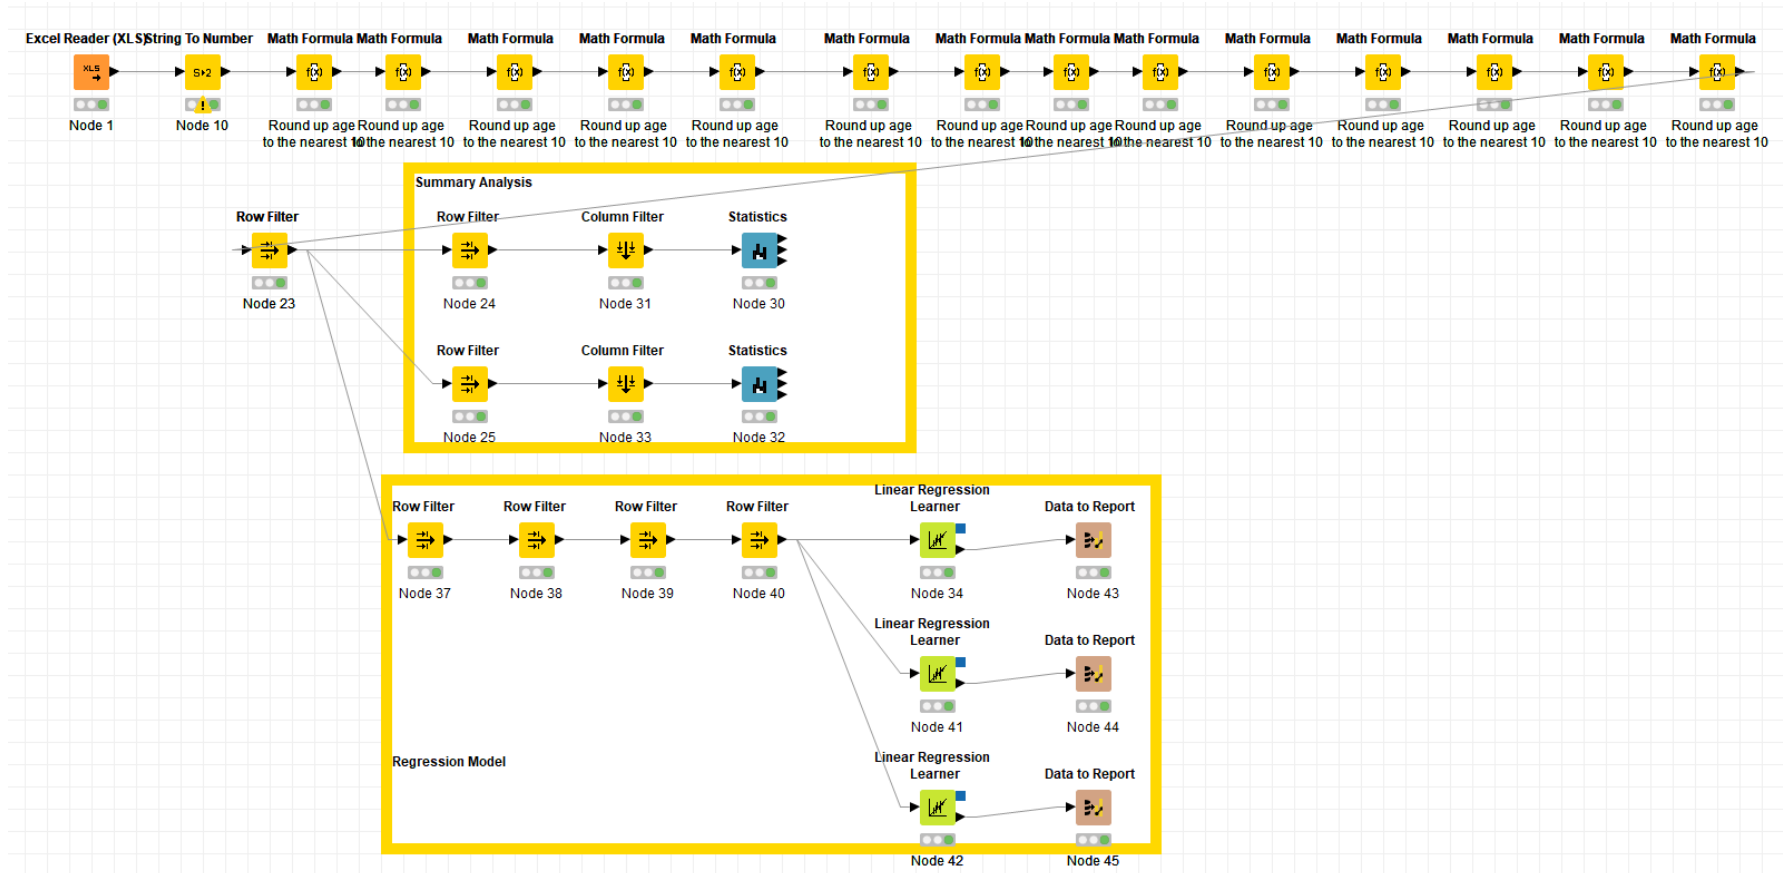 Excel Reader (XLS) String To Number Math Formula Math Formula Math Formula Math Formula Math Formula Math Formula Math Formula Math Formula Math Formula Math Formula Math Formula Math Formula Math Formula Math Formula
XLS S▸2 f(x) f(x) f(x) f(x) f(x) f(x) f(x) f(x) f(x) f(x) f(x) f(x) f(x) f(x)
Node 1 Node 10 Round up age Round up age Round up age Round up age Round up age Round up age Round up age Round up age Round up age Round up age Round up age Round up age Round up age Round up age
to the nearest 10 to the nearest 10 to the nearest 10 to the nearest 10 to the nearest 10 to the nearest 10 to the nearest 10 to the nearest 10 to the nearest 10 to the nearest 10 to the nearest 10 to the nearest 10 to the nearest 10 to the nearest 10
Summary Analysis
Row Filter Row Filter Column Filter Statistics
Node 23 Node 24 Node 31 Node 30
Row Filter Column Filter Statistics
Node 25 Node 33 Node 32
Linear Regression
Row Filter Row Filter Row Filter Row Filter Learner Data to Report
Node 37 Node 38 Node 39 Node 40 Node 34 Node 43
Linear Regression
Learner Data to Report
Node 41 Node 44
Regression Model Linear Regression
Learner Data to Report
Node 42 Node 45